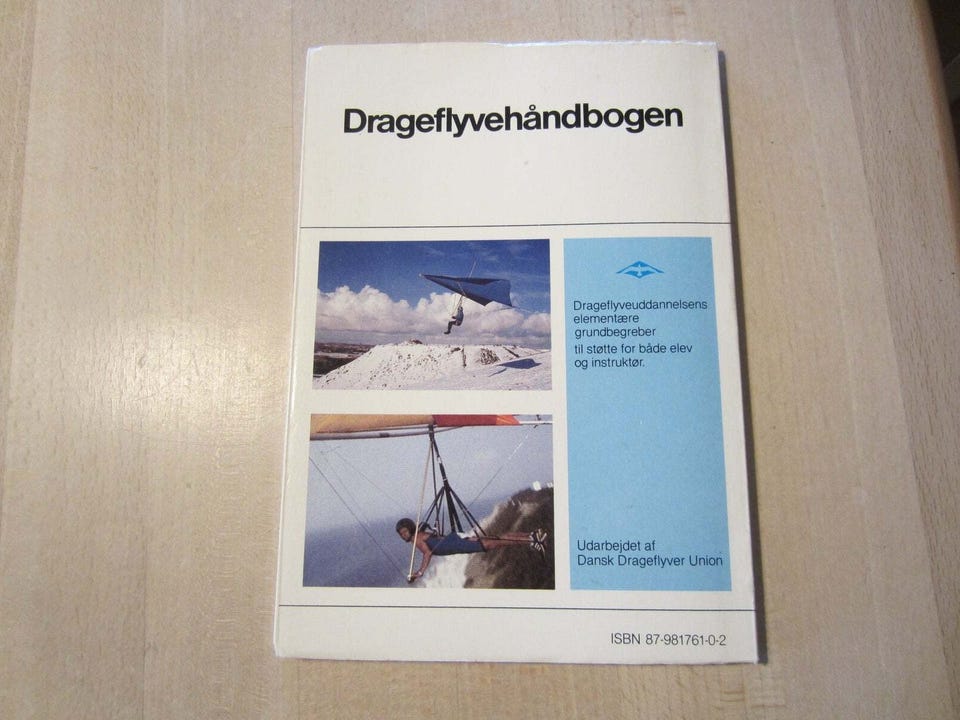 Drageflyvehåndbogen
Drageflyveuddannelsens
elementære
grundbegreber
til støtte for både elev
og instruktør.
Udarbejdet af
Dansk Drageflyver Union
ISBN 87-981761-0-2